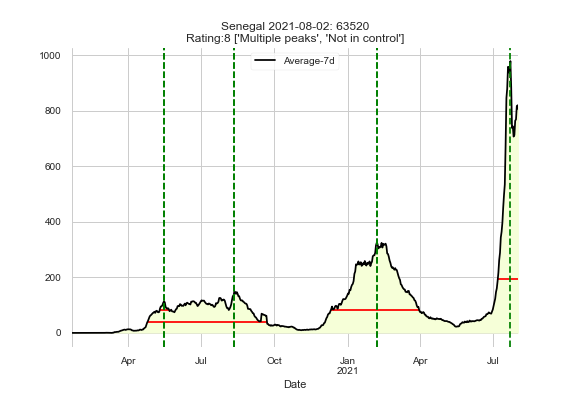 Senegal 2021-08-02: 63520
Rating:8 ['Multiple peaks', 'Not in control']
Average-7d
1000
800
600
400
200
0
Apr Jul Oct Jan Apr Jul
2021
Date